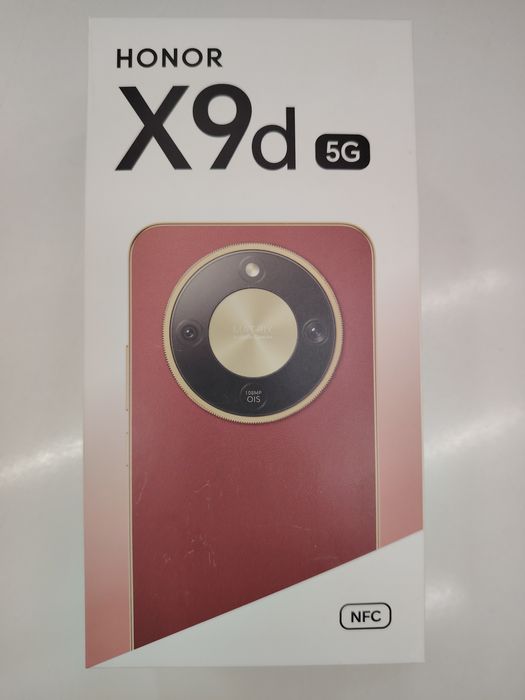 HONOR
X9d 5G
108MP
OIS
NFC